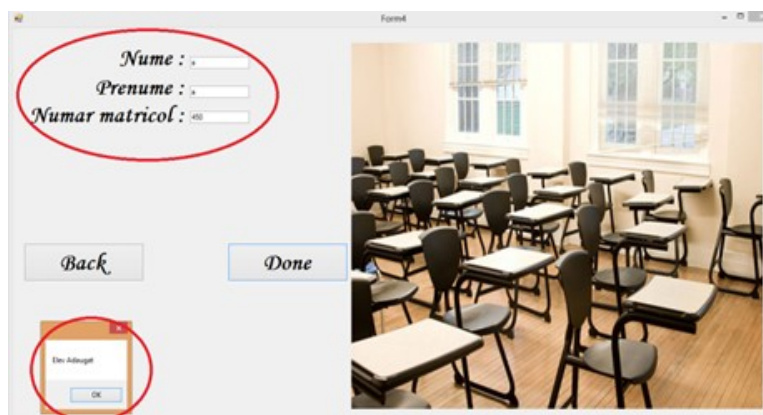 Form4
Nume : a
Prenume : a
Numar matricol : 450
Back
Done
Elev Adaugat
OK